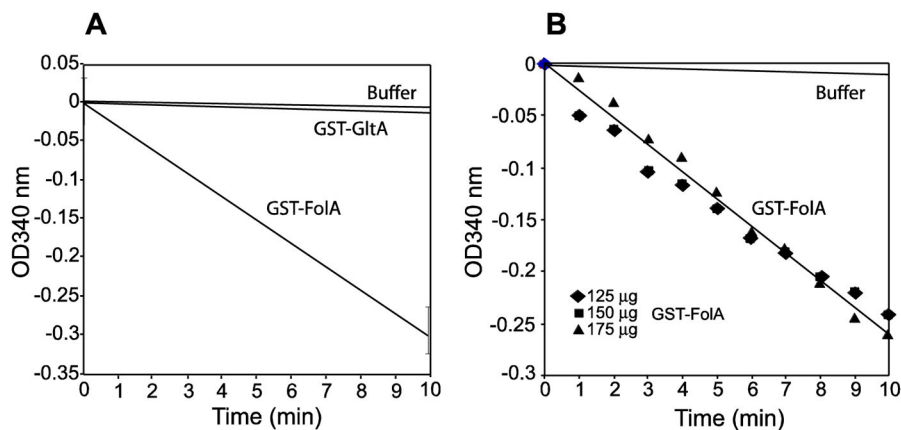 A
0.05
0
-0.05
-0.1
-0.15
-0.2
-0.25
-0.3
-0.35
OD340 nm
Buffer
GST-GltA
GST-FolA
0 1 2 3 4 5 6 7 8 9 10
Time (min)
B
0
-0.05
-0.1
-0.15
-0.2
-0.25
-0.3
OD340 nm
Buffer
GST-FolA
125 µg
150 µg GST-FolA
175 µg
0 1 2 3 4 5 6 7 8 9 10
Time (min)